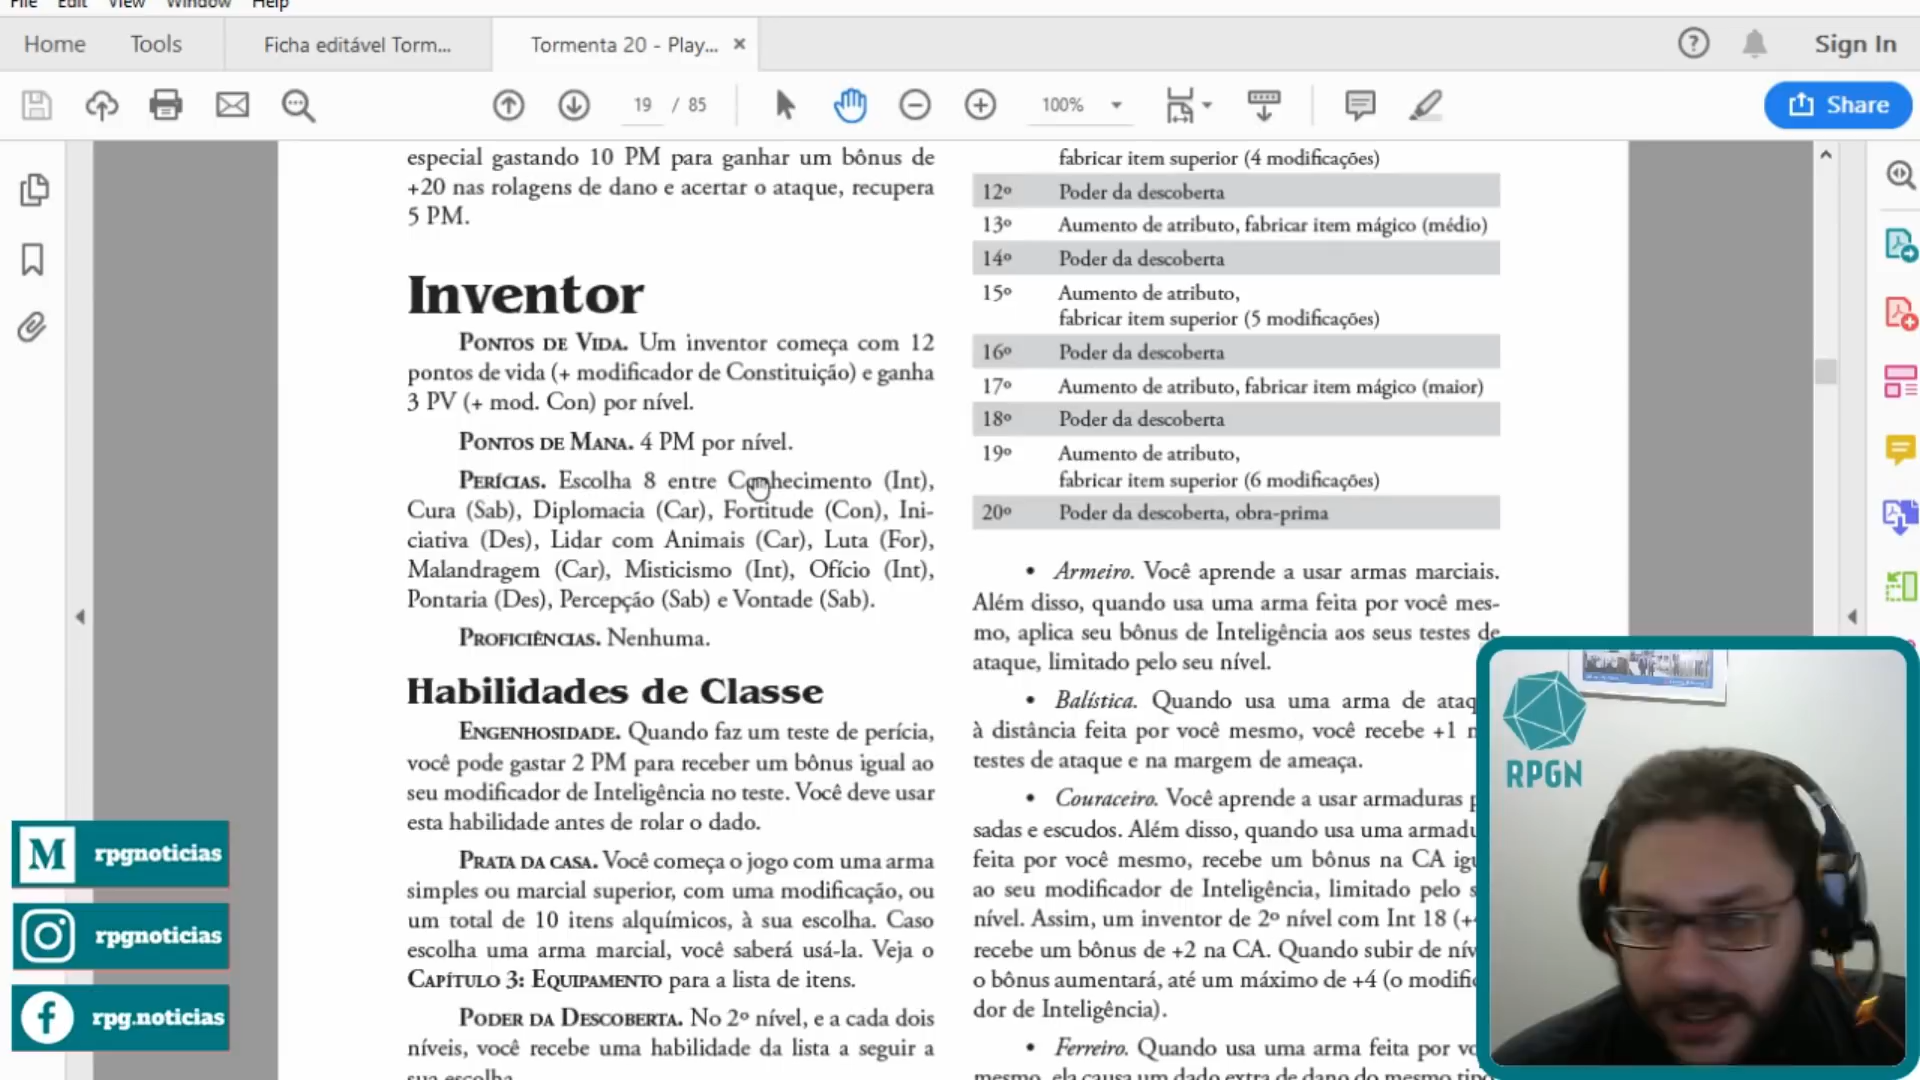 File Edit View Window Help
Home
Tools
Ficha editável Torm...
Tormenta 20 - Play...
Sign In
19 / 85
100%
Share
especial gastando 10 PM para ganhar um bônus de
+20 nas rolagens de dano e acertar o ataque, recupera
5 PM.
Inventor
PONTOS DE VIDA. Um inventor começa com 12
pontos de vida (+ modificador de Constituição) e ganha
3 PV (+ mod. Con) por nível.
PONTOS DE MANA. 4 PM por nível.
PERÍCIAS. Escolha 8 entre Conhecimento (Int),
Cura (Sab), Diplomacia (Car), Fortitude (Con), Ini-
ciativa (Des), Lidar com Animais (Car), Luta (For),
Malandragem (Car), Misticismo (Int), Ofício (Int),
Pontaria (Des), Percepção (Sab) e Vontade (Sab).
PROFICIÊNCIAS. Nenhuma.
Habilidades de Classe
ENGENHOSIDADE. Quando faz um teste de perícia,
você pode gastar 2 PM para receber um bônus igual ao
seu modificador de Inteligência no teste. Você deve usar
esta habilidade antes de rolar o dado.
PRATA DA CASA. Você começa o jogo com uma arma
simples ou marcial superior, com uma modificação, ou
um total de 10 itens alquímicos, à sua escolha. Caso
escolha uma arma marcial, você saberá usá-la. Veja o
CAPÍTULO 3: EQUIPAMENTO para a lista de itens.
PODER DA DESCOBERTA. No 2º nível, e a cada dois
níveis, você recebe uma habilidade da lista a seguir a
sua escolha.
fabricar item superior (4 modificações)
12º Poder da descoberta
13º Aumento de atributo, fabricar item mágico (médio)
14º Poder da descoberta
15º Aumento de atributo,
fabricar item superior (5 modificações)
16º Poder da descoberta
17º Aumento de atributo, fabricar item mágico (maior)
18º Poder da descoberta
19º Aumento de atributo,
fabricar item superior (6 modificações)
20º Poder da descoberta, obra-prima
• Armeiro. Você aprende a usar armas marciais.
Além disso, quando usa uma arma feita por você mes-
mo, aplica seu bônus de Inteligência aos seus testes de
ataque, limitado pelo seu nível.
• Balística. Quando usa uma arma de ataq
à distância feita por você mesmo, você recebe +1 n
testes de ataque e na margem de ameaça.
• Couraceiro. Você aprende a usar armaduras p
sadas e escudos. Além disso, quando usa uma armadu
feita por você mesmo, recebe um bônus na CA igu
ao seu modificador de Inteligência, limitado pelo s
nível. Assim, um inventor de 2º nível com Int 18 (+4
recebe um bônus de +2 na CA. Quando subir de nív
o bônus aumentará, até um máximo de +4 (o modific
dor de Inteligência).
• Ferreiro. Quando usa uma arma feita por vo
mesmo, ela causa um dado extra de dano do mesmo tipo
M rpgnoticias
rpgnoticias
f rpg.noticias
RPGN